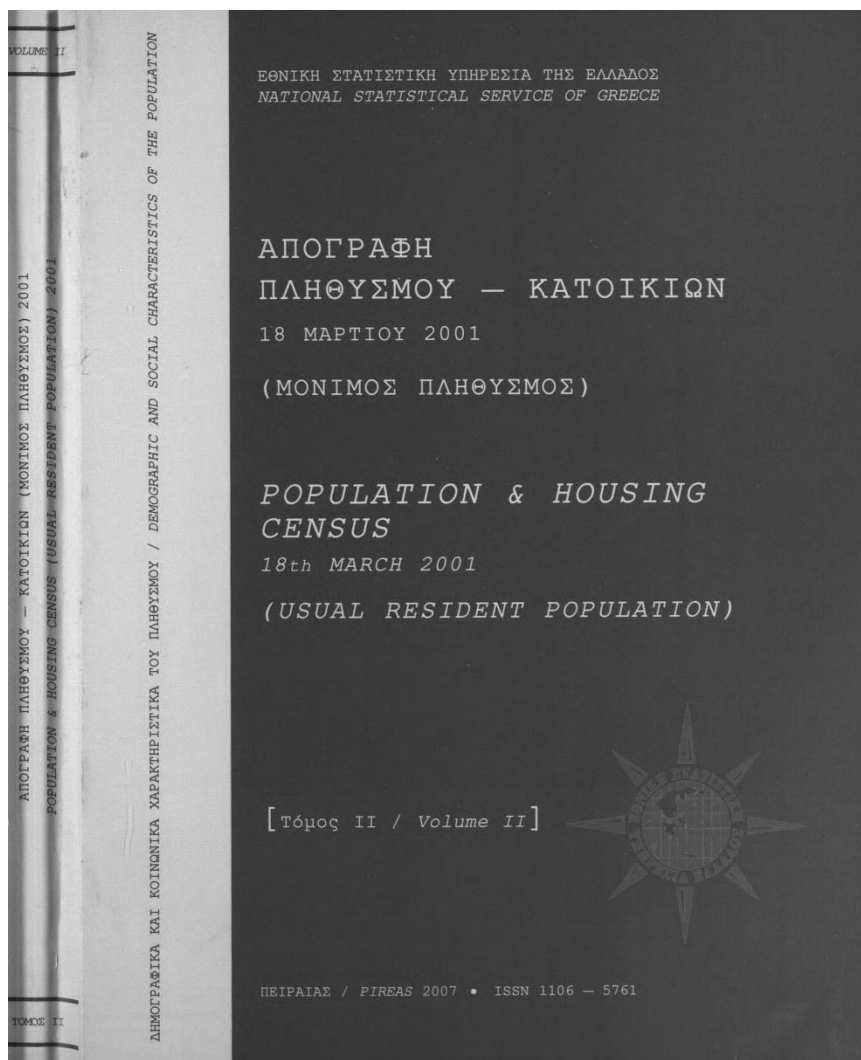 VOLUME II
ΑΠΟΓΡΑΦΗ ΠΛΗΘΥΣΜΟΥ — ΚΑΤΟΙΚΙΩΝ (ΜΟΝΙΜΟΣ ΠΛΗΘΥΣΜΟΣ) 2001
POPULATION & HOUSING CENSUS (USUAL RESIDENT POPULATION) 2001
ΤΟΜΟΣ II
ΔΗΜΟΓΡΑΦΙΚΑ ΚΑΙ ΚΟΙΝΩΝΙΚΑ ΧΑΡΑΚΤΗΡΙΣΤΙΚΑ ΤΟΥ ΠΛΗΘΥΣΜΟΥ / DEMOGRAPHIC AND SOCIAL CHARACTERISTICS OF THE POPULATION
ΕΘΝΙΚΗ ΣΤΑΤΙΣΤΙΚΗ ΥΠΗΡΕΣΙΑ ΤΗΣ ΕΛΛΑΔΟΣ
NATIONAL STATISTICAL SERVICE OF GREECE
ΑΠΟΓΡΑΦΗ
ΠΛΗΘΥΣΜΟΥ — ΚΑΤΟΙΚΙΩΝ
18 ΜΑΡΤΙΟΥ 2001
(ΜΟΝΙΜΟΣ ΠΛΗΘΥΣΜΟΣ)
POPULATION & HOUSING
CENSUS
18th MARCH 2001
(USUAL RESIDENT POPULATION)
[Τόμος II / Volume II]
ΠΕΙΡΑΙΑΣ / PIREAS 2007 • ISSN 1106 — 5761